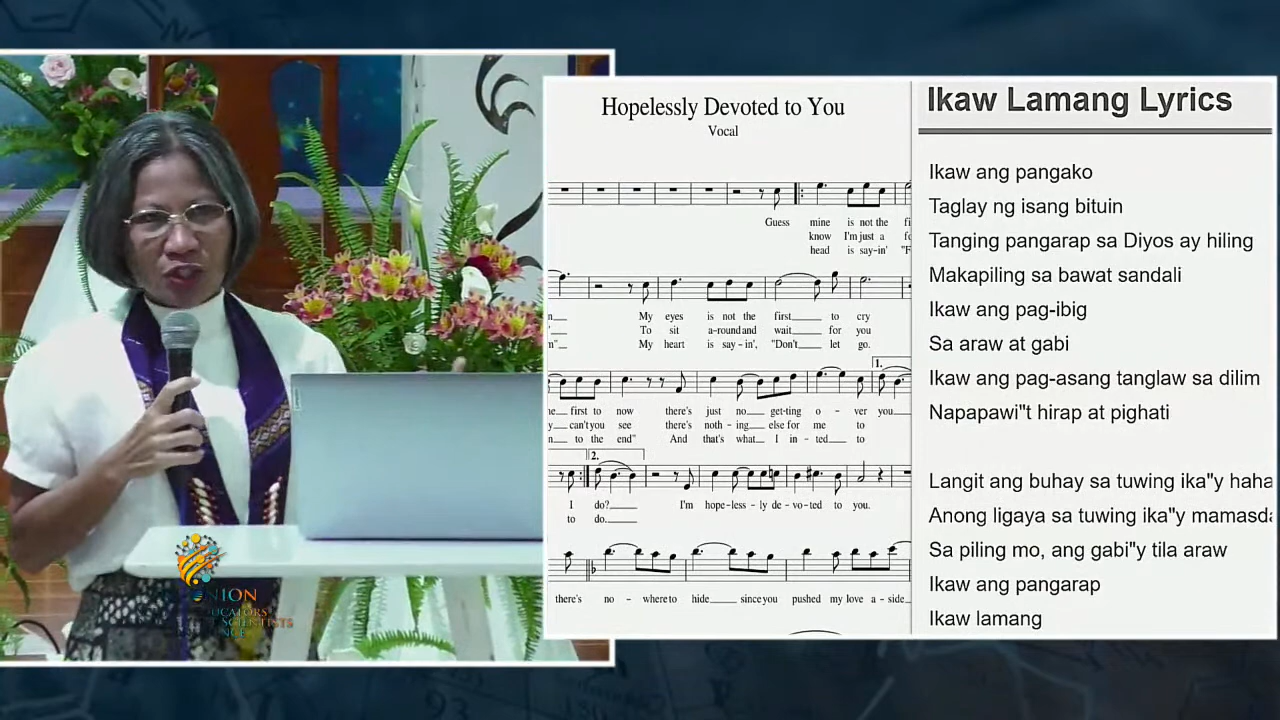 Hopelessly Devoted to You
Vocal
Guess mine is not the
know I'm just a
head is say-in'
My eyes is not the first to cry
To sit a-round and wait for you
My heart is say-in', "Don't let go.
1.
first to now there's just no get-ting o-ver you
can't you see there's noth-ing else for me to
to the end" And that's what I in-ted to
2.
I do? I'm hope-less-ly de-vo-ted to you.
to do.
there's no-where to hide since you pushed my love a-side
Ikaw Lamang Lyrics
Ikaw ang pangako
Taglay ng isang bituin
Tanging pangarap sa Diyos ay hiling
Makapiling sa bawat sandali
Ikaw ang pag-ibig
Sa araw at gabi
Ikaw ang pag-asang tanglaw sa dilim
Napapawi"t hirap at pighati
Langit ang buhay sa tuwing ika"y haha
Anong ligaya sa tuwing ika"y mamasda
Sa piling mo, ang gabi"y tila araw
Ikaw ang pangarap
Ikaw lamang